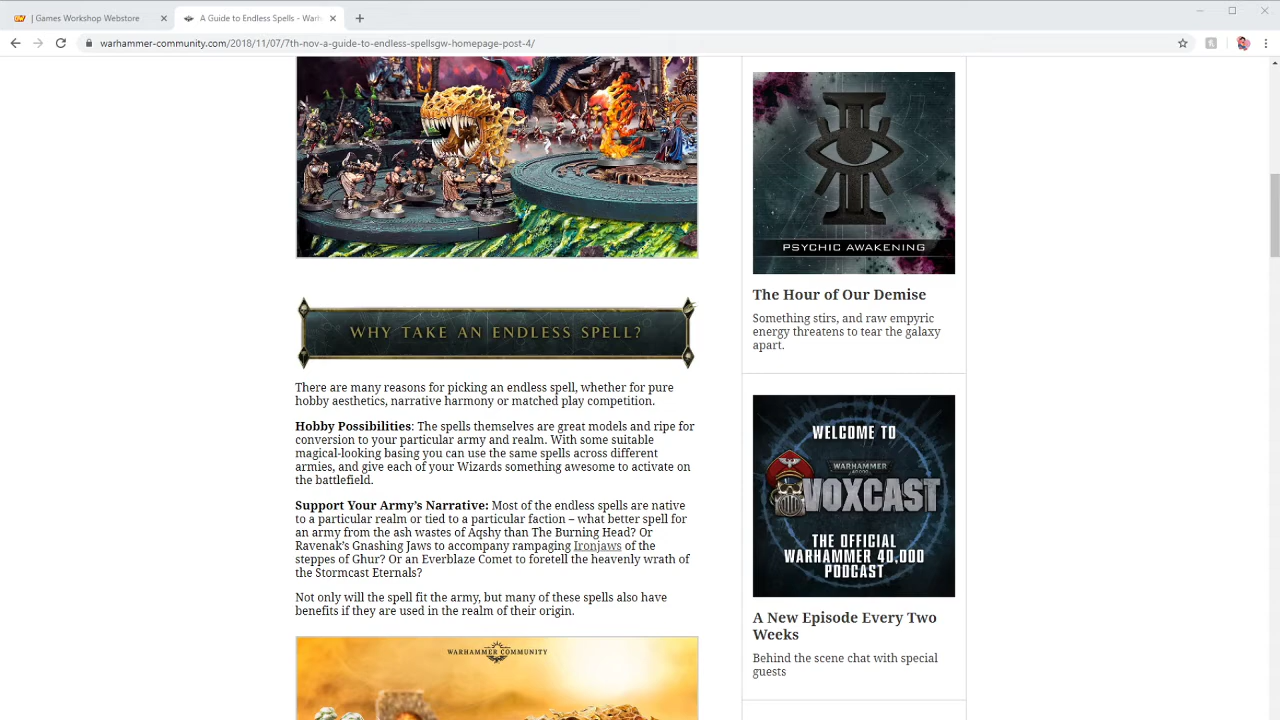 | Games Workshop Webstore
A Guide to Endless Spells - Warh
warhammer-community.com/2018/11/07/7th-nov-a-guide-to-endless-spellsgw-homepage-post-4/
WHY TAKE AN ENDLESS SPELL?
There are many reasons for picking an endless spell, whether for pure
hobby aesthetics, narrative harmony or matched play competition.
Hobby Possibilities: The spells themselves are great models and ripe for
conversion to your particular army and realm. With some suitable
magical-looking basing you can use the same spells across different
armies, and give each of your Wizards something awesome to activate on
the battlefield.
Support Your Army’s Narrative: Most of the endless spells are native
to a particular realm or tied to a particular faction – what better spell for
an army from the ash wastes of Aqshy than The Burning Head? Or
Ravenak’s Gnashing Jaws to accompany rampaging Ironjaws of the
steppes of Ghur? Or an Everblaze Comet to foretell the heavenly wrath of
the Stormcast Eternals?
Not only will the spell fit the army, but many of these spells also have
benefits if they are used in the realm of their origin.
WARHAMMER COMMUNITY
PSYCHIC AWAKENING
The Hour of Our Demise
Something stirs, and raw empyric
energy threatens to tear the galaxy
apart.
WELCOME TO
WARHAMMER
40,000
VOXCAST
THE OFFICIAL
WARHAMMER 40,000
PODCAST
A New Episode Every Two
Weeks
Behind the scene chat with special
guests